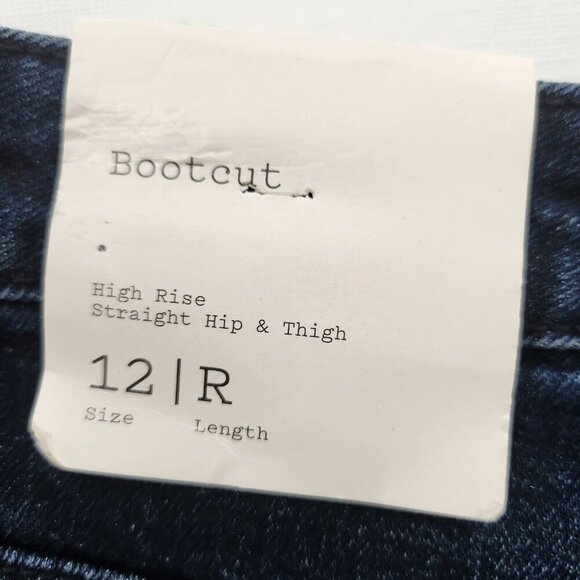 Bootcut
High Rise
Straight Hip & Thigh
12 | R
Size Length